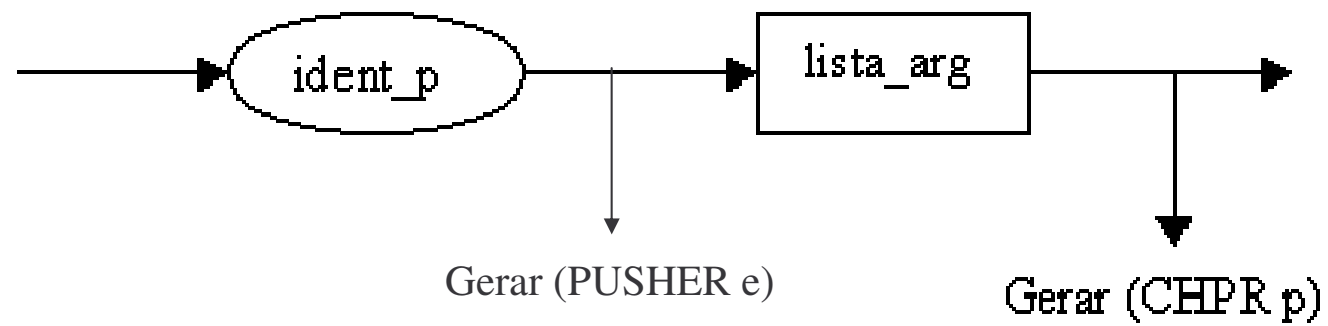 ident_p
lista_arg
Gerar (PUSHER e)
Gerar (CHPR p)